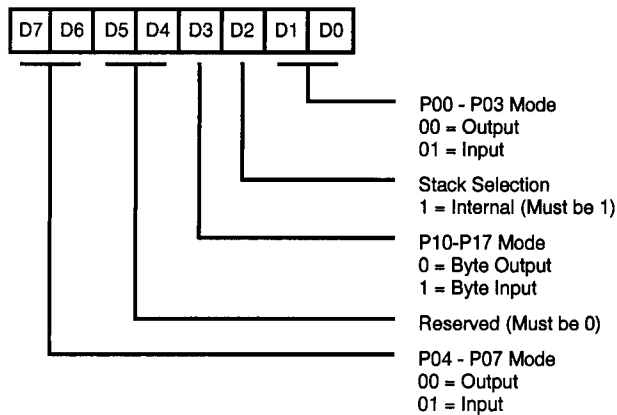 D7 D6 D5 D4 D3 D2 D1 D0
P00 - P03 Mode
00 = Output
01 = Input
Stack Selection
1 = Internal (Must be 1)
P10-P17 Mode
0 = Byte Output
1 = Byte Input
Reserved (Must be 0)
P04 - P07 Mode
00 = Output
01 = Input